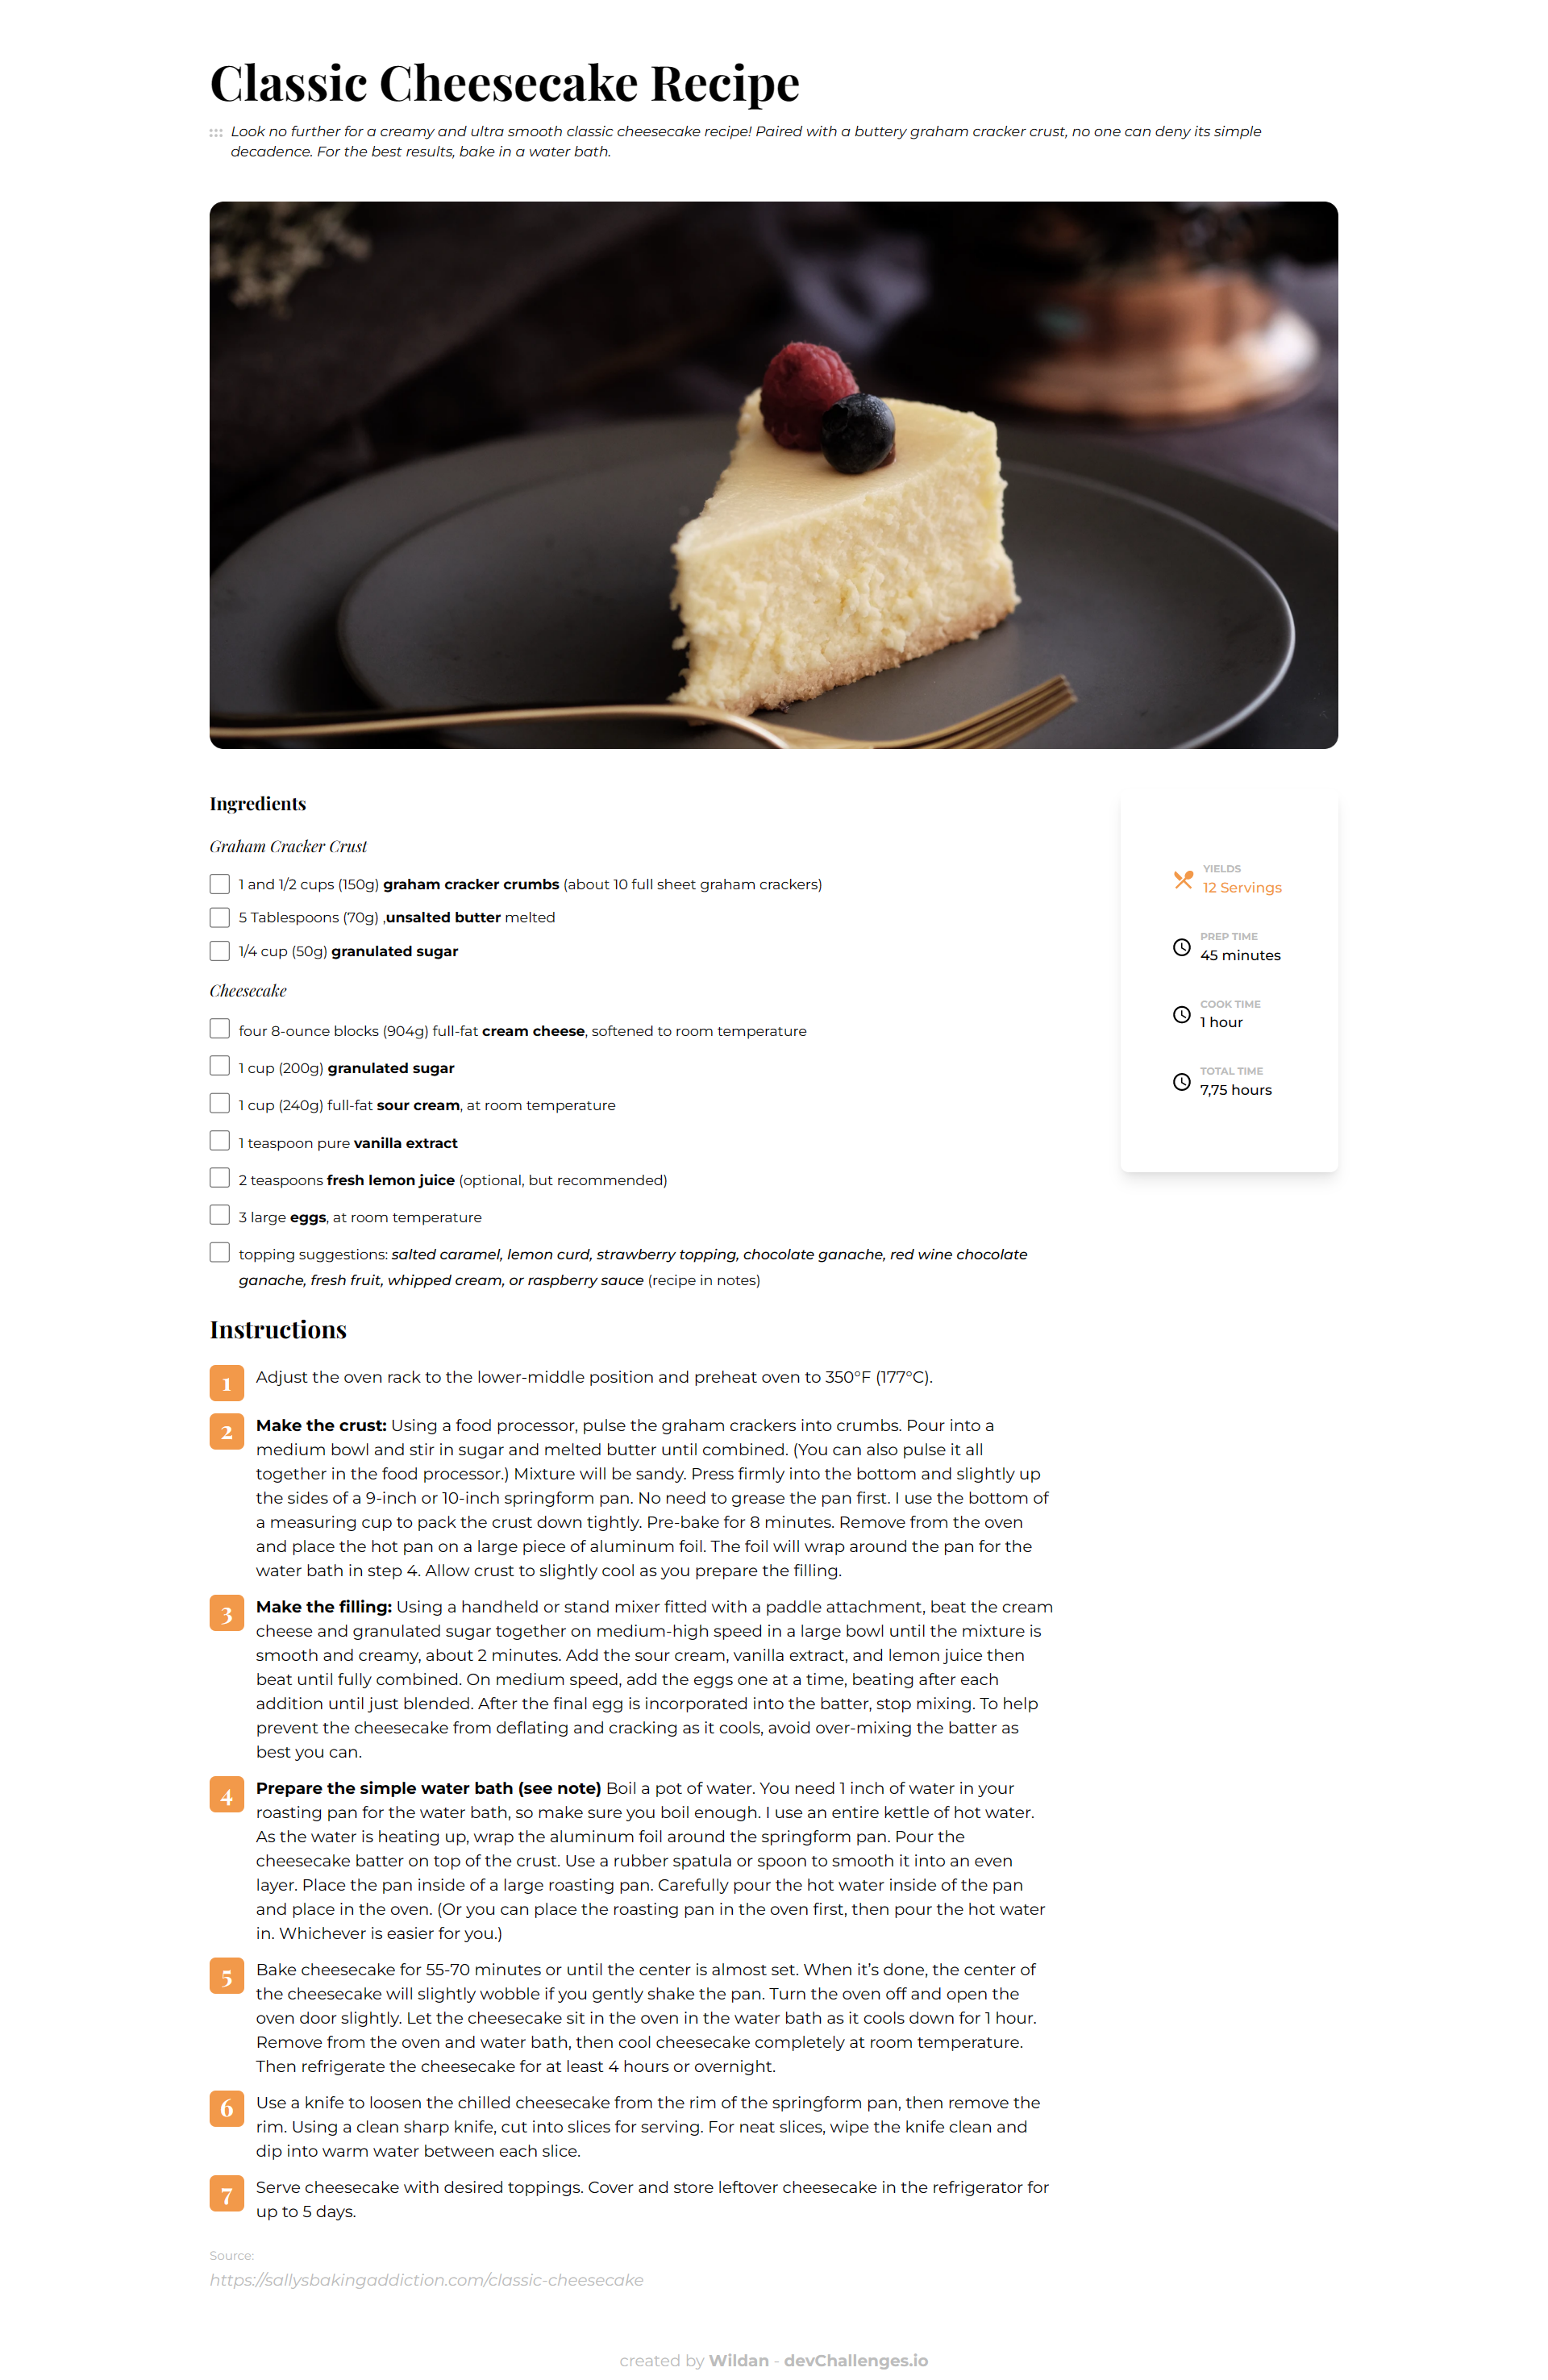 Classic Cheesecake Recipe
Look no further for a creamy and ultra smooth classic cheesecake recipe! Paired with a buttery graham cracker crust, no one can deny its simple
decadence. For the best results, bake in a water bath.
Ingredients
Graham Cracker Crust
1 and 1/2 cups (150g) graham cracker crumbs (about 10 full sheet graham crackers)
5 Tablespoons (70g) ,unsalted butter melted
1/4 cup (50g) granulated sugar
Cheesecake
four 8-ounce blocks (904g) full-fat cream cheese, softened to room temperature
1 cup (200g) granulated sugar
1 cup (240g) full-fat sour cream, at room temperature
1 teaspoon pure vanilla extract
2 teaspoons fresh lemon juice (optional, but recommended)
3 large eggs, at room temperature
topping suggestions: salted caramel, lemon curd, strawberry topping, chocolate ganache, red wine chocolate
ganache, fresh fruit, whipped cream, or raspberry sauce (recipe in notes)
YIELDS
12 Servings
PREP TIME
45 minutes
COOK TIME
1 hour
TOTAL TIME
7,75 hours
Instructions
1 Adjust the oven rack to the lower-middle position and preheat oven to 350°F (177°C).
2 Make the crust: Using a food processor, pulse the graham crackers into crumbs. Pour into a
medium bowl and stir in sugar and melted butter until combined. (You can also pulse it all
together in the food processor.) Mixture will be sandy. Press firmly into the bottom and slightly up
the sides of a 9-inch or 10-inch springform pan. No need to grease the pan first. I use the bottom of
a measuring cup to pack the crust down tightly. Pre-bake for 8 minutes. Remove from the oven
and place the hot pan on a large piece of aluminum foil. The foil will wrap around the pan for the
water bath in step 4. Allow crust to slightly cool as you prepare the filling.
3 Make the filling: Using a handheld or stand mixer fitted with a paddle attachment, beat the cream
cheese and granulated sugar together on medium-high speed in a large bowl until the mixture is
smooth and creamy, about 2 minutes. Add the sour cream, vanilla extract, and lemon juice then
beat until fully combined. On medium speed, add the eggs one at a time, beating after each
addition until just blended. After the final egg is incorporated into the batter, stop mixing. To help
prevent the cheesecake from deflating and cracking as it cools, avoid over-mixing the batter as
best you can.
4 Prepare the simple water bath (see note) Boil a pot of water. You need 1 inch of water in your
roasting pan for the water bath, so make sure you boil enough. I use an entire kettle of hot water.
As the water is heating up, wrap the aluminum foil around the springform pan. Pour the
cheesecake batter on top of the crust. Use a rubber spatula or spoon to smooth it into an even
layer. Place the pan inside of a large roasting pan. Carefully pour the hot water inside of the pan
and place in the oven. (Or you can place the roasting pan in the oven first, then pour the hot water
in. Whichever is easier for you.)
5 Bake cheesecake for 55-70 minutes or until the center is almost set. When it’s done, the center of
the cheesecake will slightly wobble if you gently shake the pan. Turn the oven off and open the
oven door slightly. Let the cheesecake sit in the oven in the water bath as it cools down for 1 hour.
Remove from the oven and water bath, then cool cheesecake completely at room temperature.
Then refrigerate the cheesecake for at least 4 hours or overnight.
6 Use a knife to loosen the chilled cheesecake from the rim of the springform pan, then remove the
rim. Using a clean sharp knife, cut into slices for serving. For neat slices, wipe the knife clean and
dip into warm water between each slice.
7 Serve cheesecake with desired toppings. Cover and store leftover cheesecake in the refrigerator for
up to 5 days.
Source:
https://sallysbakingaddiction.com/classic-cheesecake
created by Wildan - devChallenges.io